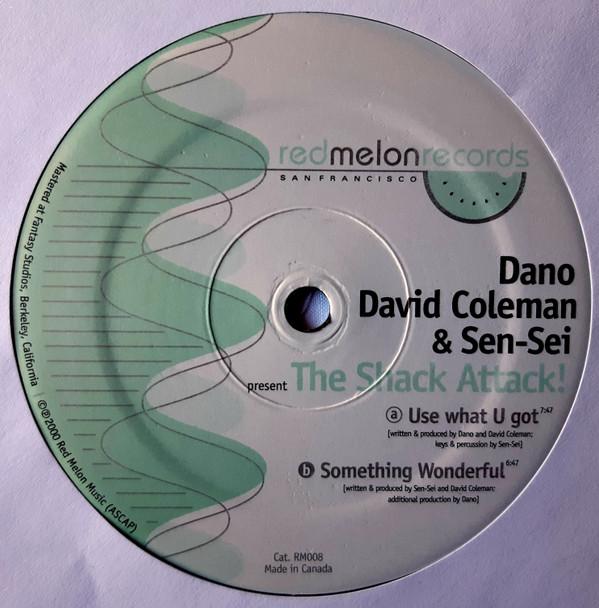 redmelonrecords
SAN FRANCISCO
Dano
David Coleman
& Sen-Sei
present The Shack Attack!
a Use what U got 7:47
[written & produced by Dano and David Coleman;
keys & percussion by Sen-Sei]
b Something Wonderful 6:47
[written & produced by Sen-Sei and David Coleman;
additional production by Dano]
Cat. RM008
Made in Canada
Mastered at Fantasy Studios, Berkeley, California | ©℗2000 Red Melon Music (ASCAP)